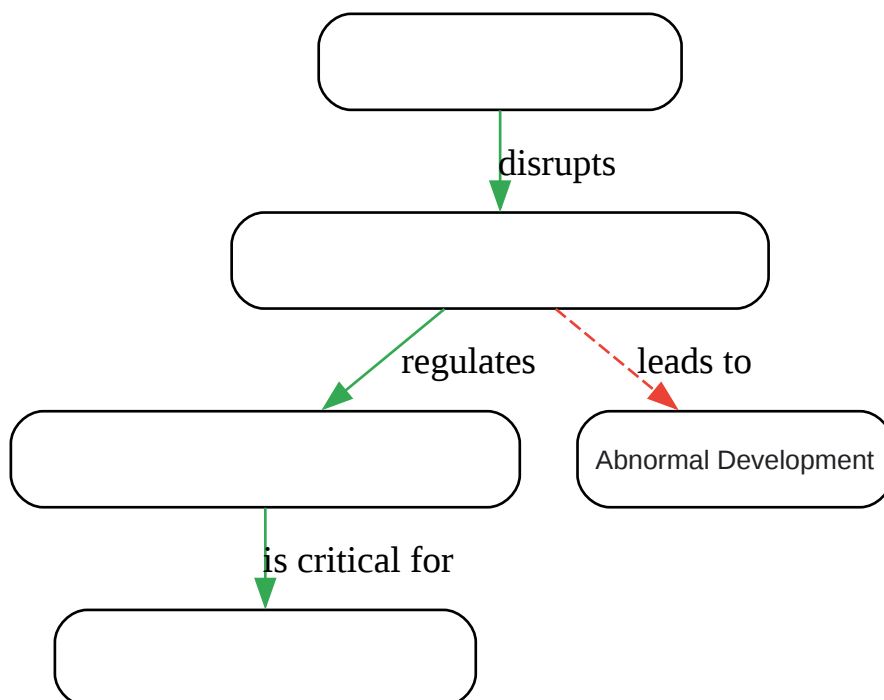 disrupts
regulates
leads to
Abnormal Development
is critical for